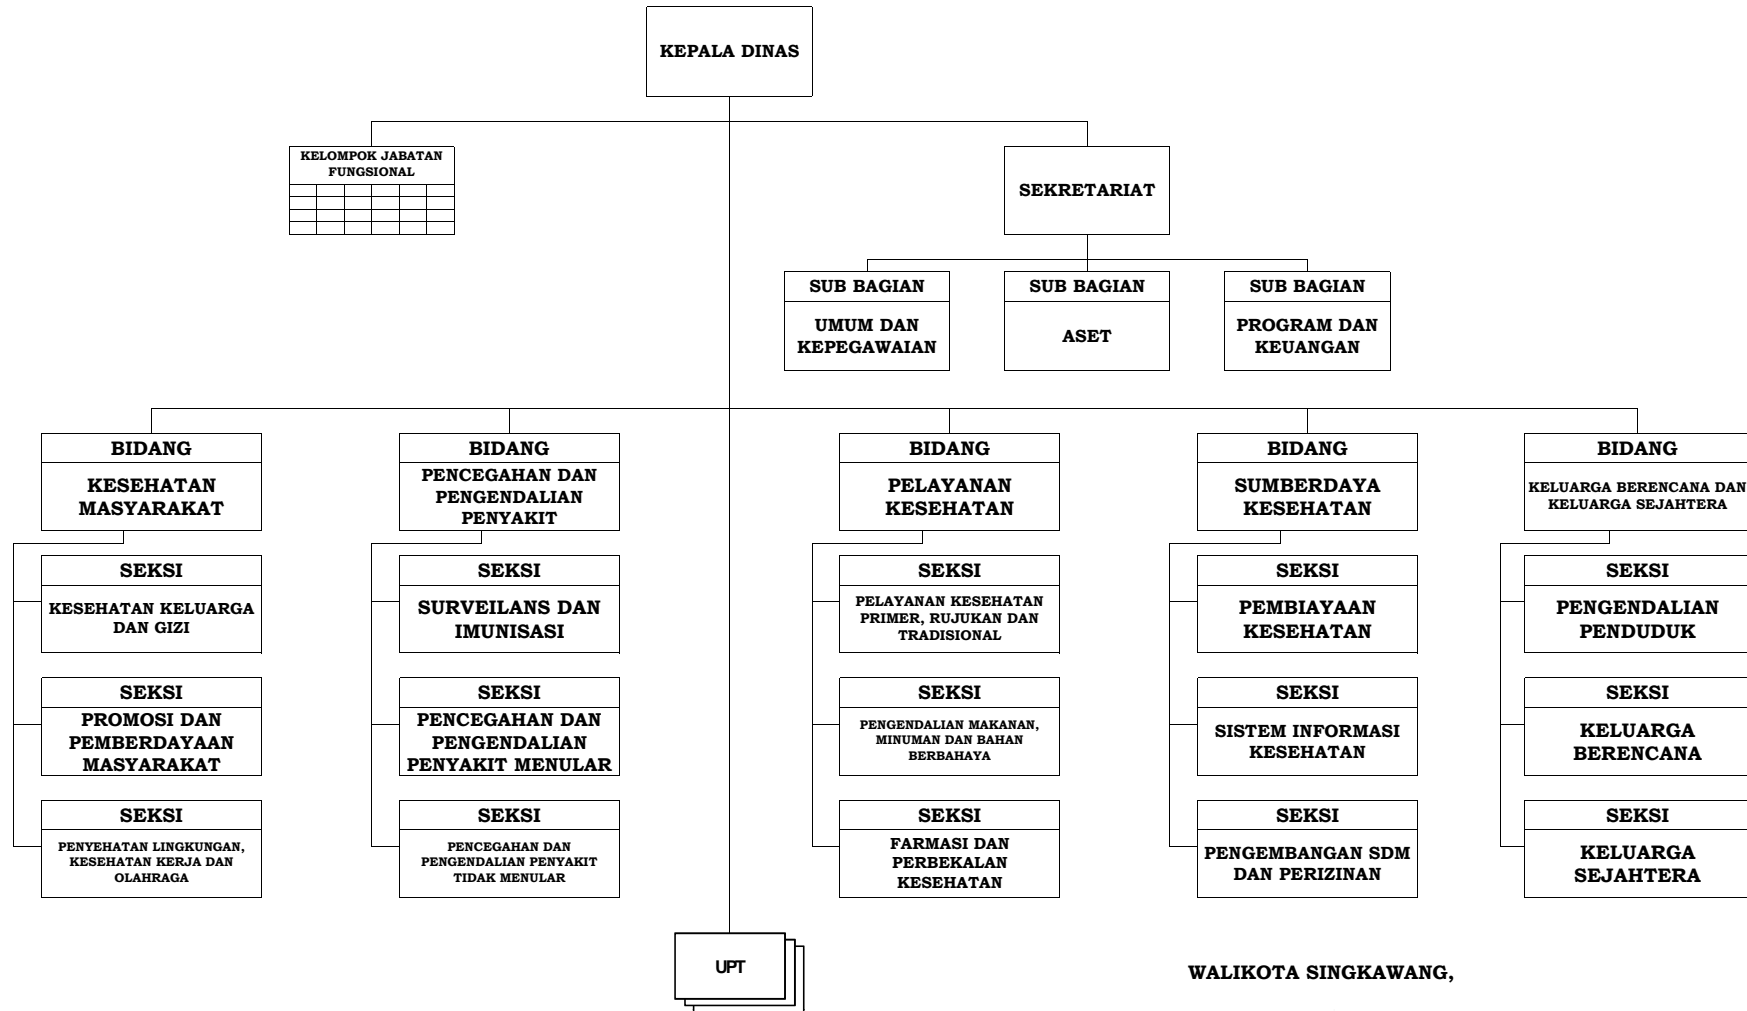 KEPALA DINAS
KELOMPOK JABATAN
FUNGSIONAL
SEKRETARIAT
SUB BAGIAN
UMUM DAN
KEPEGAWAIAN
SUB BAGIAN
ASET
SUB BAGIAN
PROGRAM DAN
KEUANGAN
BIDANG
KESEHATAN
MASYARAKAT
SEKSI
KESEHATAN KELUARGA
DAN GIZI
SEKSI
PROMOSI DAN
PEMBERDAYAAN
MASYARAKAT
SEKSI
PENYEHATAN LINGKUNGAN,
KESEHATAN KERJA DAN
OLAHRAGA
BIDANG
PENCEGAHAN DAN
PENGENDALIAN
PENYAKIT
SEKSI
SURVEILANS DAN
IMUNISASI
SEKSI
PENCEGAHAN DAN
PENGENDALIAN
PENYAKIT MENULAR
SEKSI
PENCEGAHAN DAN
PENGENDALIAN PENYAKIT
TIDAK MENULAR
BIDANG
PELAYANAN
KESEHATAN
SEKSI
PELAYANAN KESEHATAN
PRIMER, RUJUKAN DAN
TRADISIONAL
SEKSI
PENGENDALIAN MAKANAN,
MINUMAN DAN BAHAN
BERBAHAYA
SEKSI
FARMASI DAN
PERBEKALAN
KESEHATAN
BIDANG
SUMBERDAYA
KESEHATAN
SEKSI
PEMBIAYAAN
KESEHATAN
SEKSI
SISTEM INFORMASI
KESEHATAN
SEKSI
PENGEMBANGAN SDM
DAN PERIZINAN
BIDANG
KELUARGA BERENCANA DAN
KELUARGA SEJAHTERA
SEKSI
PENGENDALIAN
PENDUDUK
SEKSI
KELUARGA
BERENCANA
SEKSI
KELUARGA
SEJAHTERA
UPT
WALIKOTA SINGKAWANG,